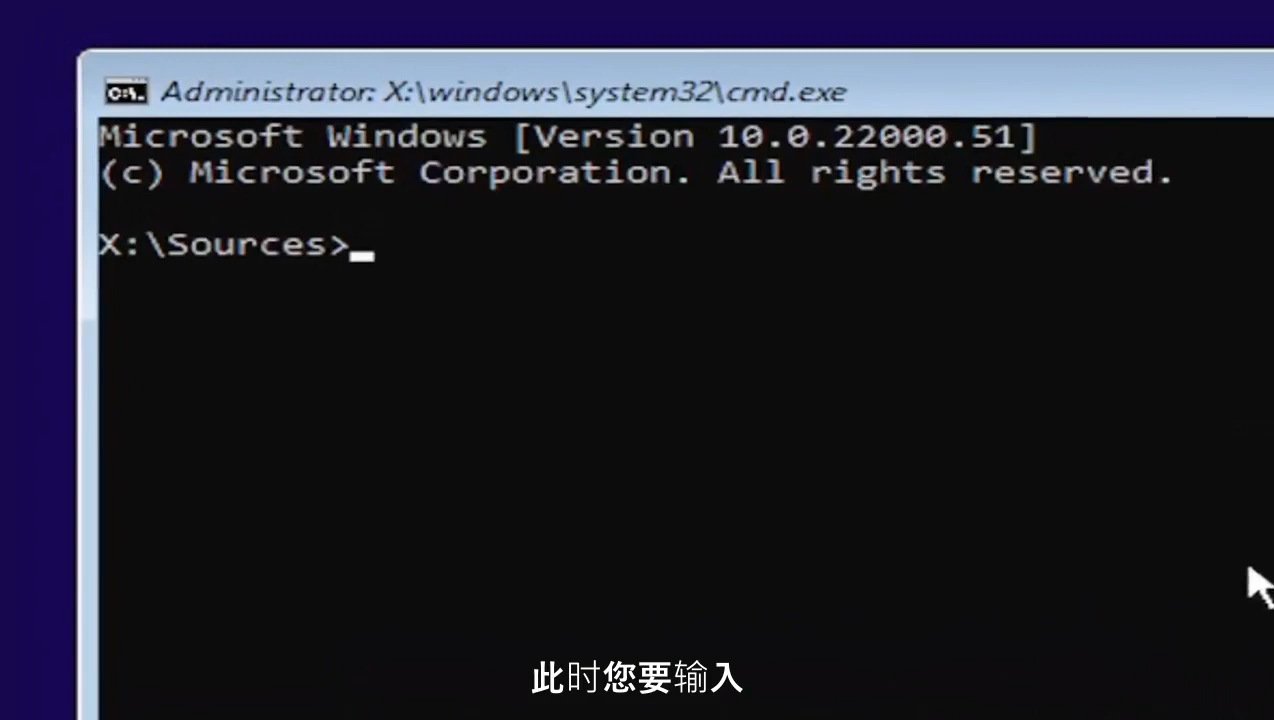 C:\.
Administrator: X:\windows\system32\cmd.exe
Microsoft Windows [Version 10.0.22000.51]
(c) Microsoft Corporation. All rights reserved.
X:\Sources>
此时您要输入